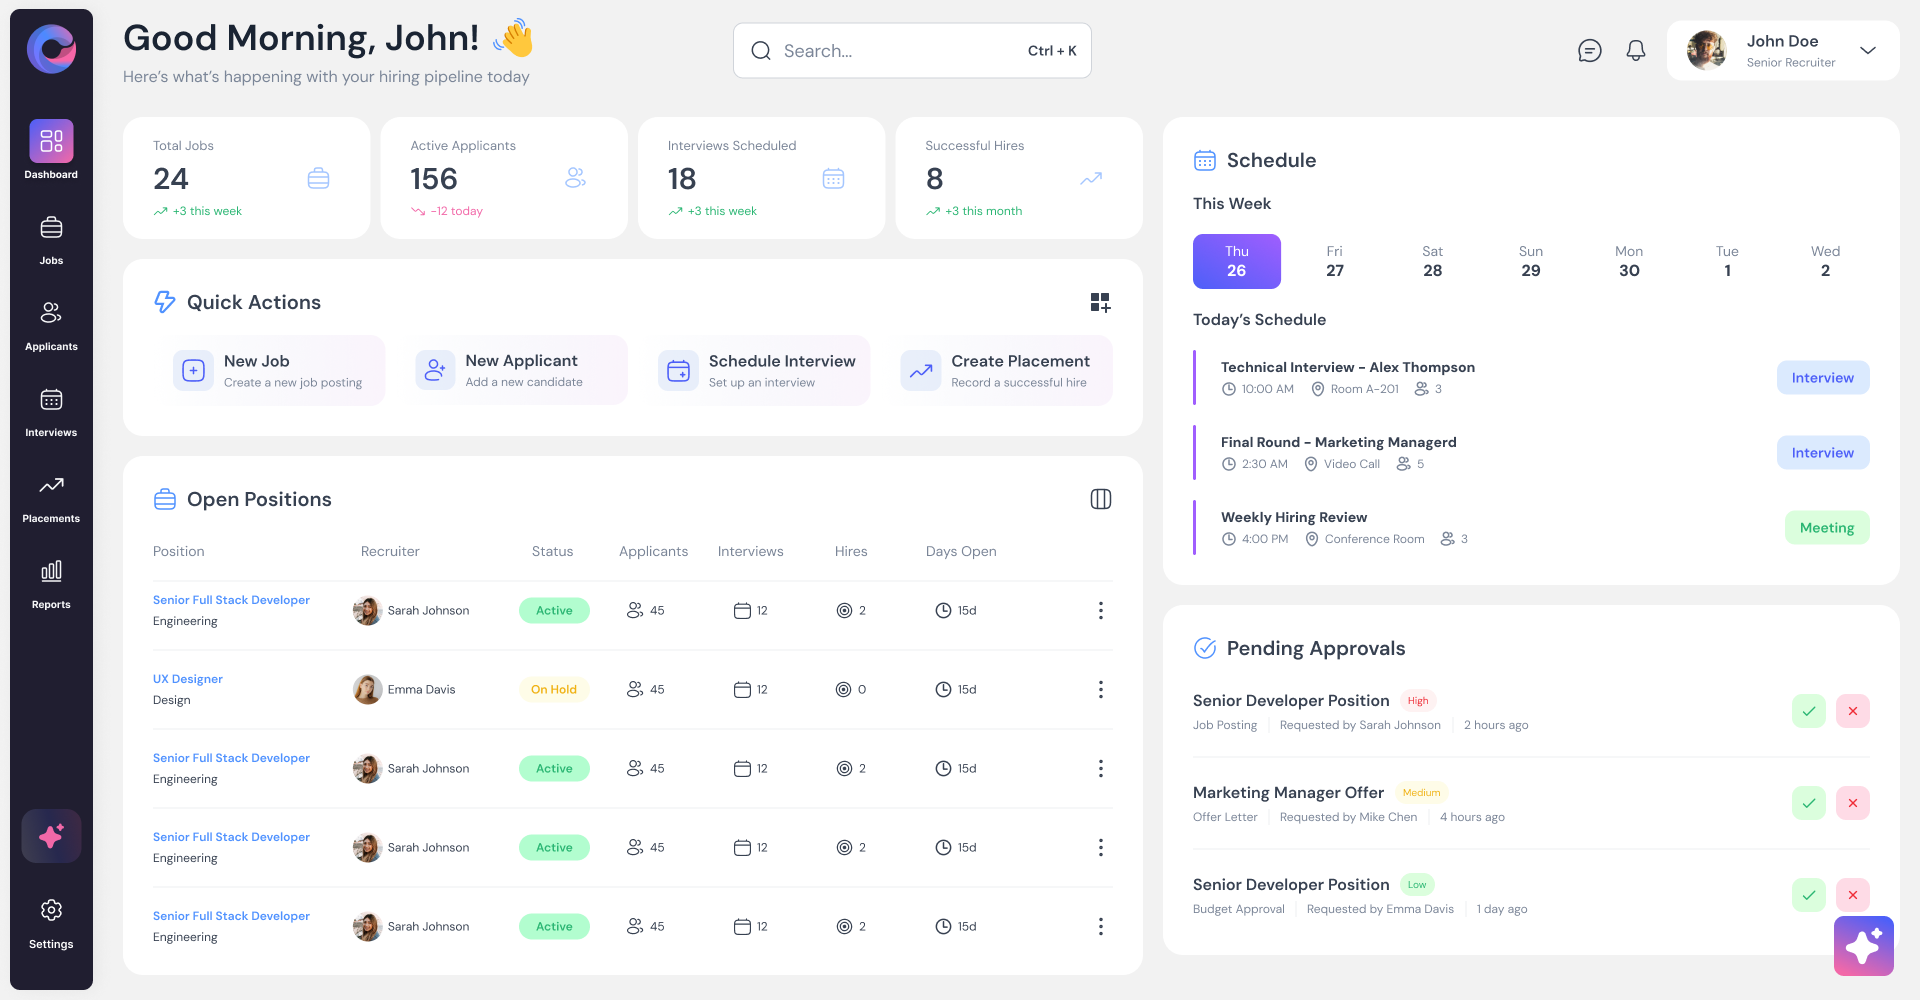 Good Morning, John!
Here's what's happening with your hiring pipeline today
Search...
Ctrl + K
John Doe
Senior Recruiter
Dashboard
Jobs
Applicants
Interviews
Placements
Reports
Settings
Total Jobs
24
+3 this week
Active Applicants
156
-12 today
Interviews Scheduled
18
+3 this week
Successful Hires
8
+3 this month
Quick Actions
New Job
Create a new job posting
New Applicant
Add a new candidate
Schedule Interview
Set up an interview
Create Placement
Record a successful hire
Open Positions
Position Recruiter Status Applicants Interviews Hires Days Open
Senior Full Stack Developer
Engineering
Sarah Johnson Active 45 12 2 15d
UX Designer
Design
Emma Davis On Hold 45 12 0 15d
Senior Full Stack Developer
Engineering
Sarah Johnson Active 45 12 2 15d
Senior Full Stack Developer
Engineering
Sarah Johnson Active 45 12 2 15d
Senior Full Stack Developer
Engineering
Sarah Johnson Active 45 12 2 15d
Schedule
This Week
Thu Fri Sat Sun Mon Tue Wed
26 27 28 29 30 1 2
Today's Schedule
Technical Interview - Alex Thompson
10:00 AM Room A-201 3
Interview
Final Round - Marketing Managerd
2:30 AM Video Call 5
Interview
Weekly Hiring Review
4:00 PM Conference Room 3
Meeting
Pending Approvals
Senior Developer Position High
Job Posting Requested by Sarah Johnson 2 hours ago
Marketing Manager Offer Medium
Offer Letter Requested by Mike Chen 4 hours ago
Senior Developer Position Low
Budget Approval Requested by Emma Davis 1 day ago